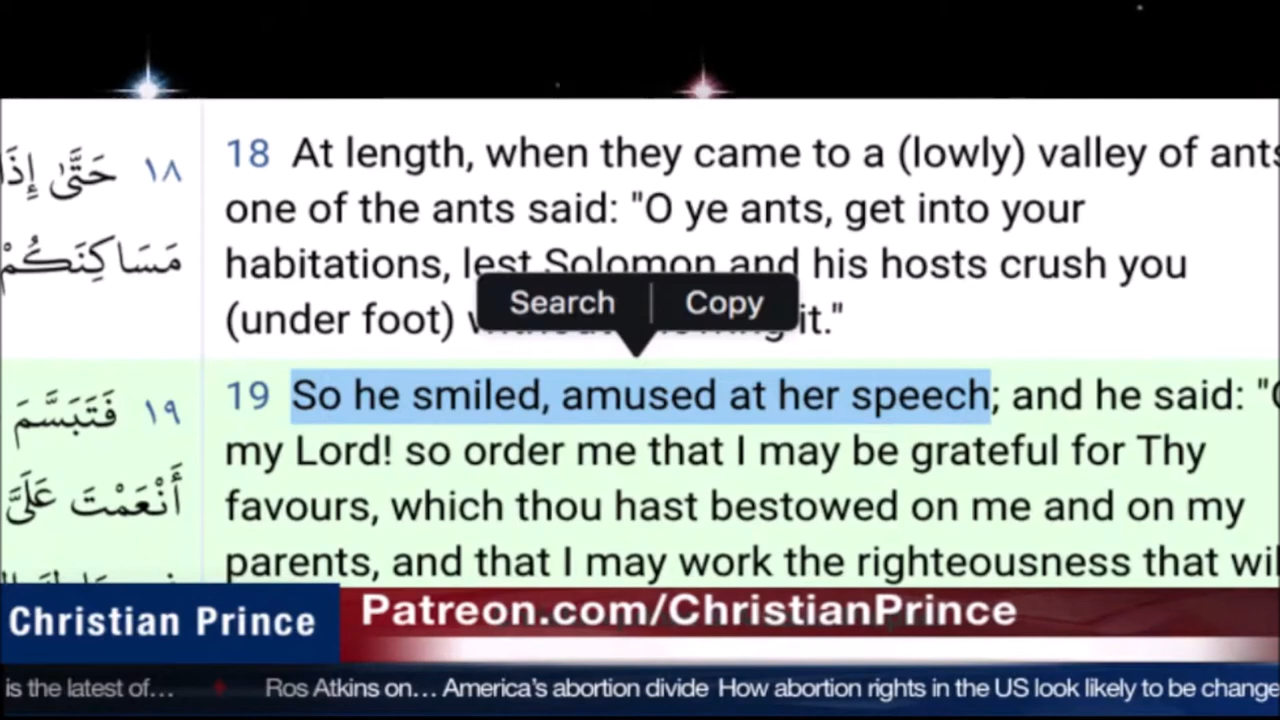 18 At length, when they came to a (lowly) valley of ants
one of the ants said: "O ye ants, get into your
habitations, lest Solomon and his hosts crush you
(under foot) it."
Search Copy
19 So he smiled, amused at her speech; and he said: "O
my Lord! so order me that I may be grateful for Thy
favours, which thou hast bestowed on me and on my
parents, and that I may work the righteousness that will
١٨ حَتَّىٰ إِذَا
مَسَاكِنَكُمْ
١٩ فَتَبَسَّمَ
أَنْعَمْتَ عَلَيَّ
Christian Prince
Patreon.com/ChristianPrince
is the latest of… Ros Atkins on… America’s abortion divide How abortion rights in the US look likely to be change